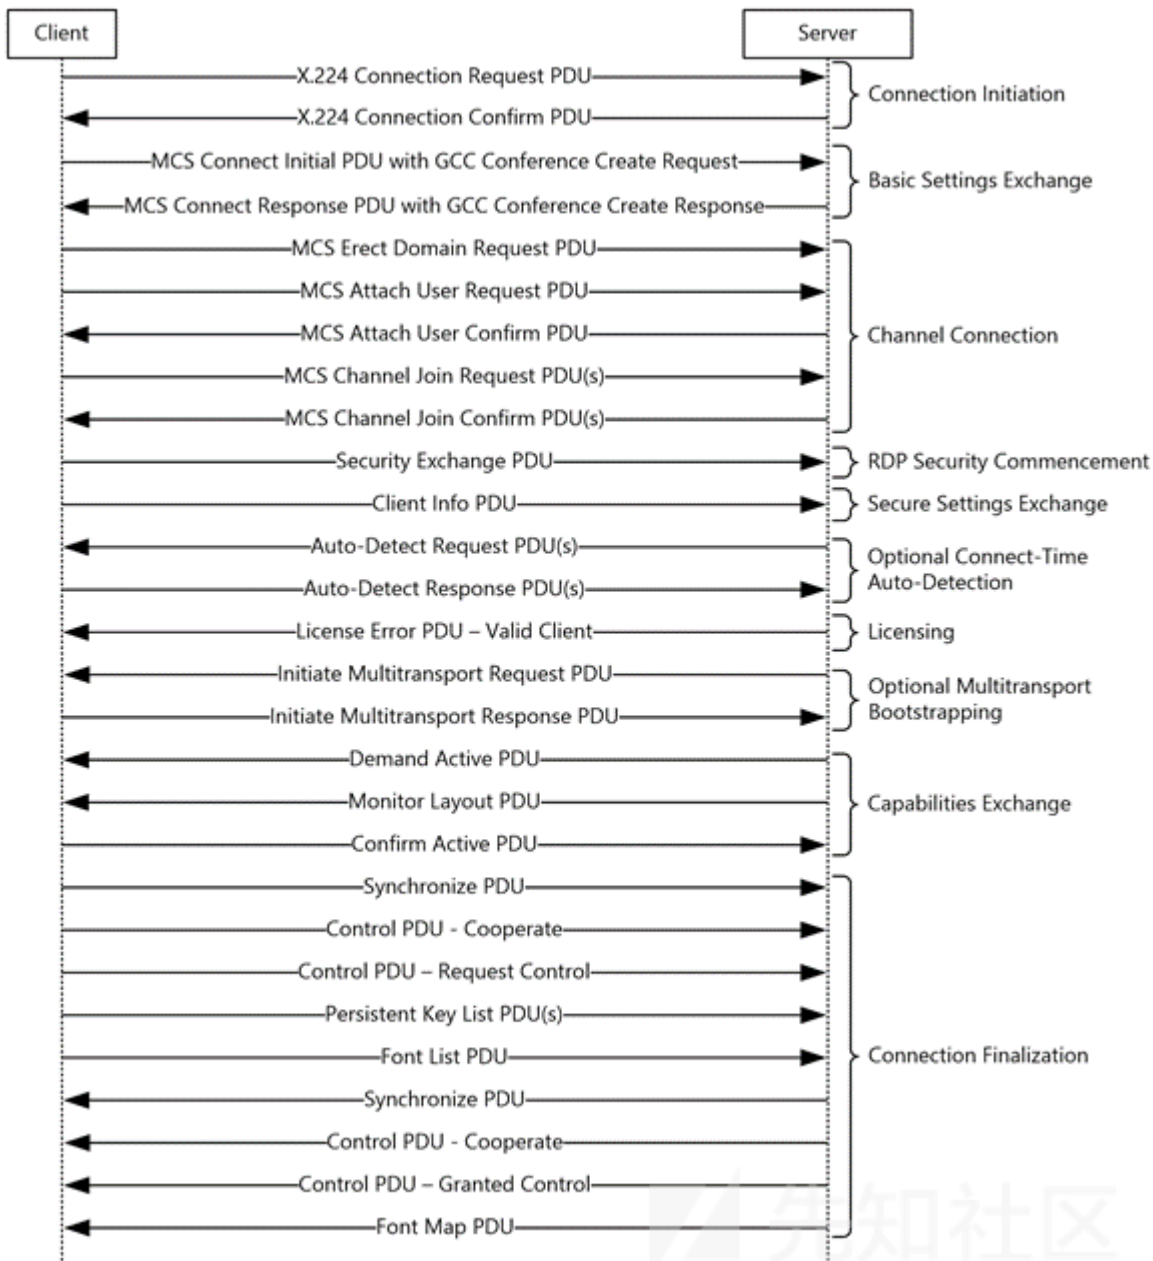 Client
Server
X.224 Connection Request PDU
X.224 Connection Confirm PDU
Connection Initiation
MCS Connect Initial PDU with GCC Conference Create Request
MCS Connect Response PDU with GCC Conference Create Response
Basic Settings Exchange
MCS Erect Domain Request PDU
MCS Attach User Request PDU
MCS Attach User Confirm PDU
MCS Channel Join Request PDU(s)
MCS Channel Join Confirm PDU(s)
Channel Connection
Security Exchange PDU
RDP Security Commencement
Client Info PDU
Secure Settings Exchange
Auto-Detect Request PDU(s)
Auto-Detect Response PDU(s)
Optional Connect-Time
Auto-Detection
License Error PDU – Valid Client
Licensing
Initiate Multitransport Request PDU
Initiate Multitransport Response PDU
Optional Multitransport
Bootstrapping
Demand Active PDU
Monitor Layout PDU
Confirm Active PDU
Capabilities Exchange
Synchronize PDU
Control PDU - Cooperate
Control PDU – Request Control
Persistent Key List PDU(s)
Font List PDU
Connection Finalization
Synchronize PDU
Control PDU - Cooperate
Control PDU – Granted Control
Font Map PDU
先知社区